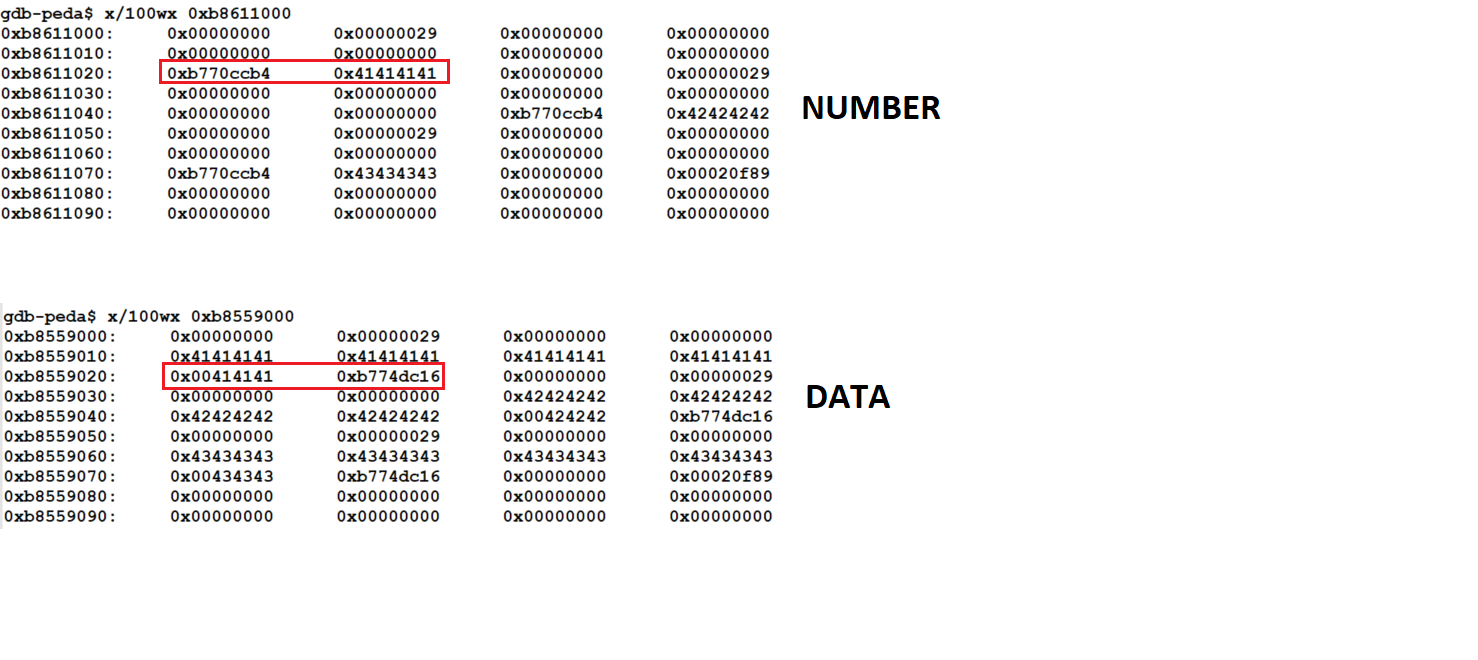 gdb-peda$ x/100wx 0xb8611000
0xb8611000: 0x00000000 0x00000029 0x00000000 0x00000000
0xb8611010: 0x00000000 0x00000000 0x00000000 0x00000000
0xb8611020: 0xb770ccb4 0x41414141 0x00000000 0x00000029
0xb8611030: 0x00000000 0x00000000 0x00000000 0x00000000
0xb8611040: 0x00000000 0x00000000 0xb770ccb4 0x42424242
0xb8611050: 0x00000000 0x00000029 0x00000000 0x00000000
0xb8611060: 0x00000000 0x00000000 0x00000000 0x00000000
0xb8611070: 0xb770ccb4 0x43434343 0x00000000 0x00020f89
0xb8611080: 0x00000000 0x00000000 0x00000000 0x00000000
0xb8611090: 0x00000000 0x00000000 0x00000000 0x00000000
NUMBER
gdb-peda$ x/100wx 0xb8559000
0xb8559000: 0x00000000 0x00000029 0x00000000 0x00000000
0xb8559010: 0x41414141 0x41414141 0x41414141 0x41414141
0xb8559020: 0x00414141 0xb774dc16 0x00000000 0x00000029
0xb8559030: 0x00000000 0x00000000 0x42424242 0x42424242
0xb8559040: 0x42424242 0x42424242 0x00424242 0xb774dc16
0xb8559050: 0x00000000 0x00000029 0x00000000 0x00000000
0xb8559060: 0x43434343 0x43434343 0x43434343 0x43434343
0xb8559070: 0x00434343 0xb774dc16 0x00000000 0x00020f89
0xb8559080: 0x00000000 0x00000000 0x00000000 0x00000000
0xb8559090: 0x00000000 0x00000000 0x00000000 0x00000000
DATA